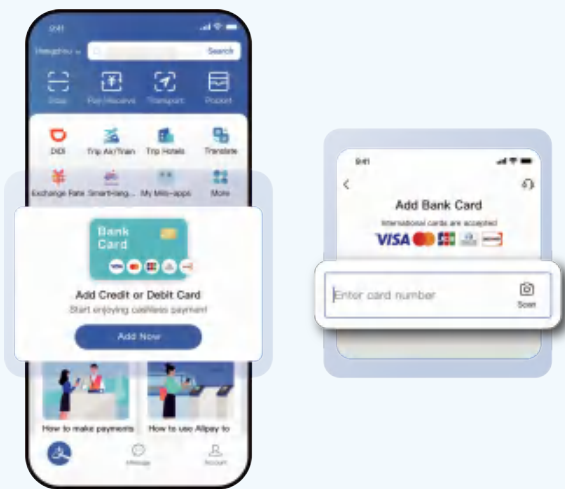 9:41
Hangzhou
Search
Scan
Pay/Receive
Transport
Pocket
DiDi
Trip Air/Train
Trip Hotels
Translate
Exchange Rate
SmartHang...
My Mini-apps
More
Bank
Card
VISA
Add Credit or Debit Card
Start enjoying cashless payment
Add Now
How to make payments
How to use Alipay to
Message
Account
9:41
Add Bank Card
International cards are accepted
VISA
JCB
Enter card number
Scan